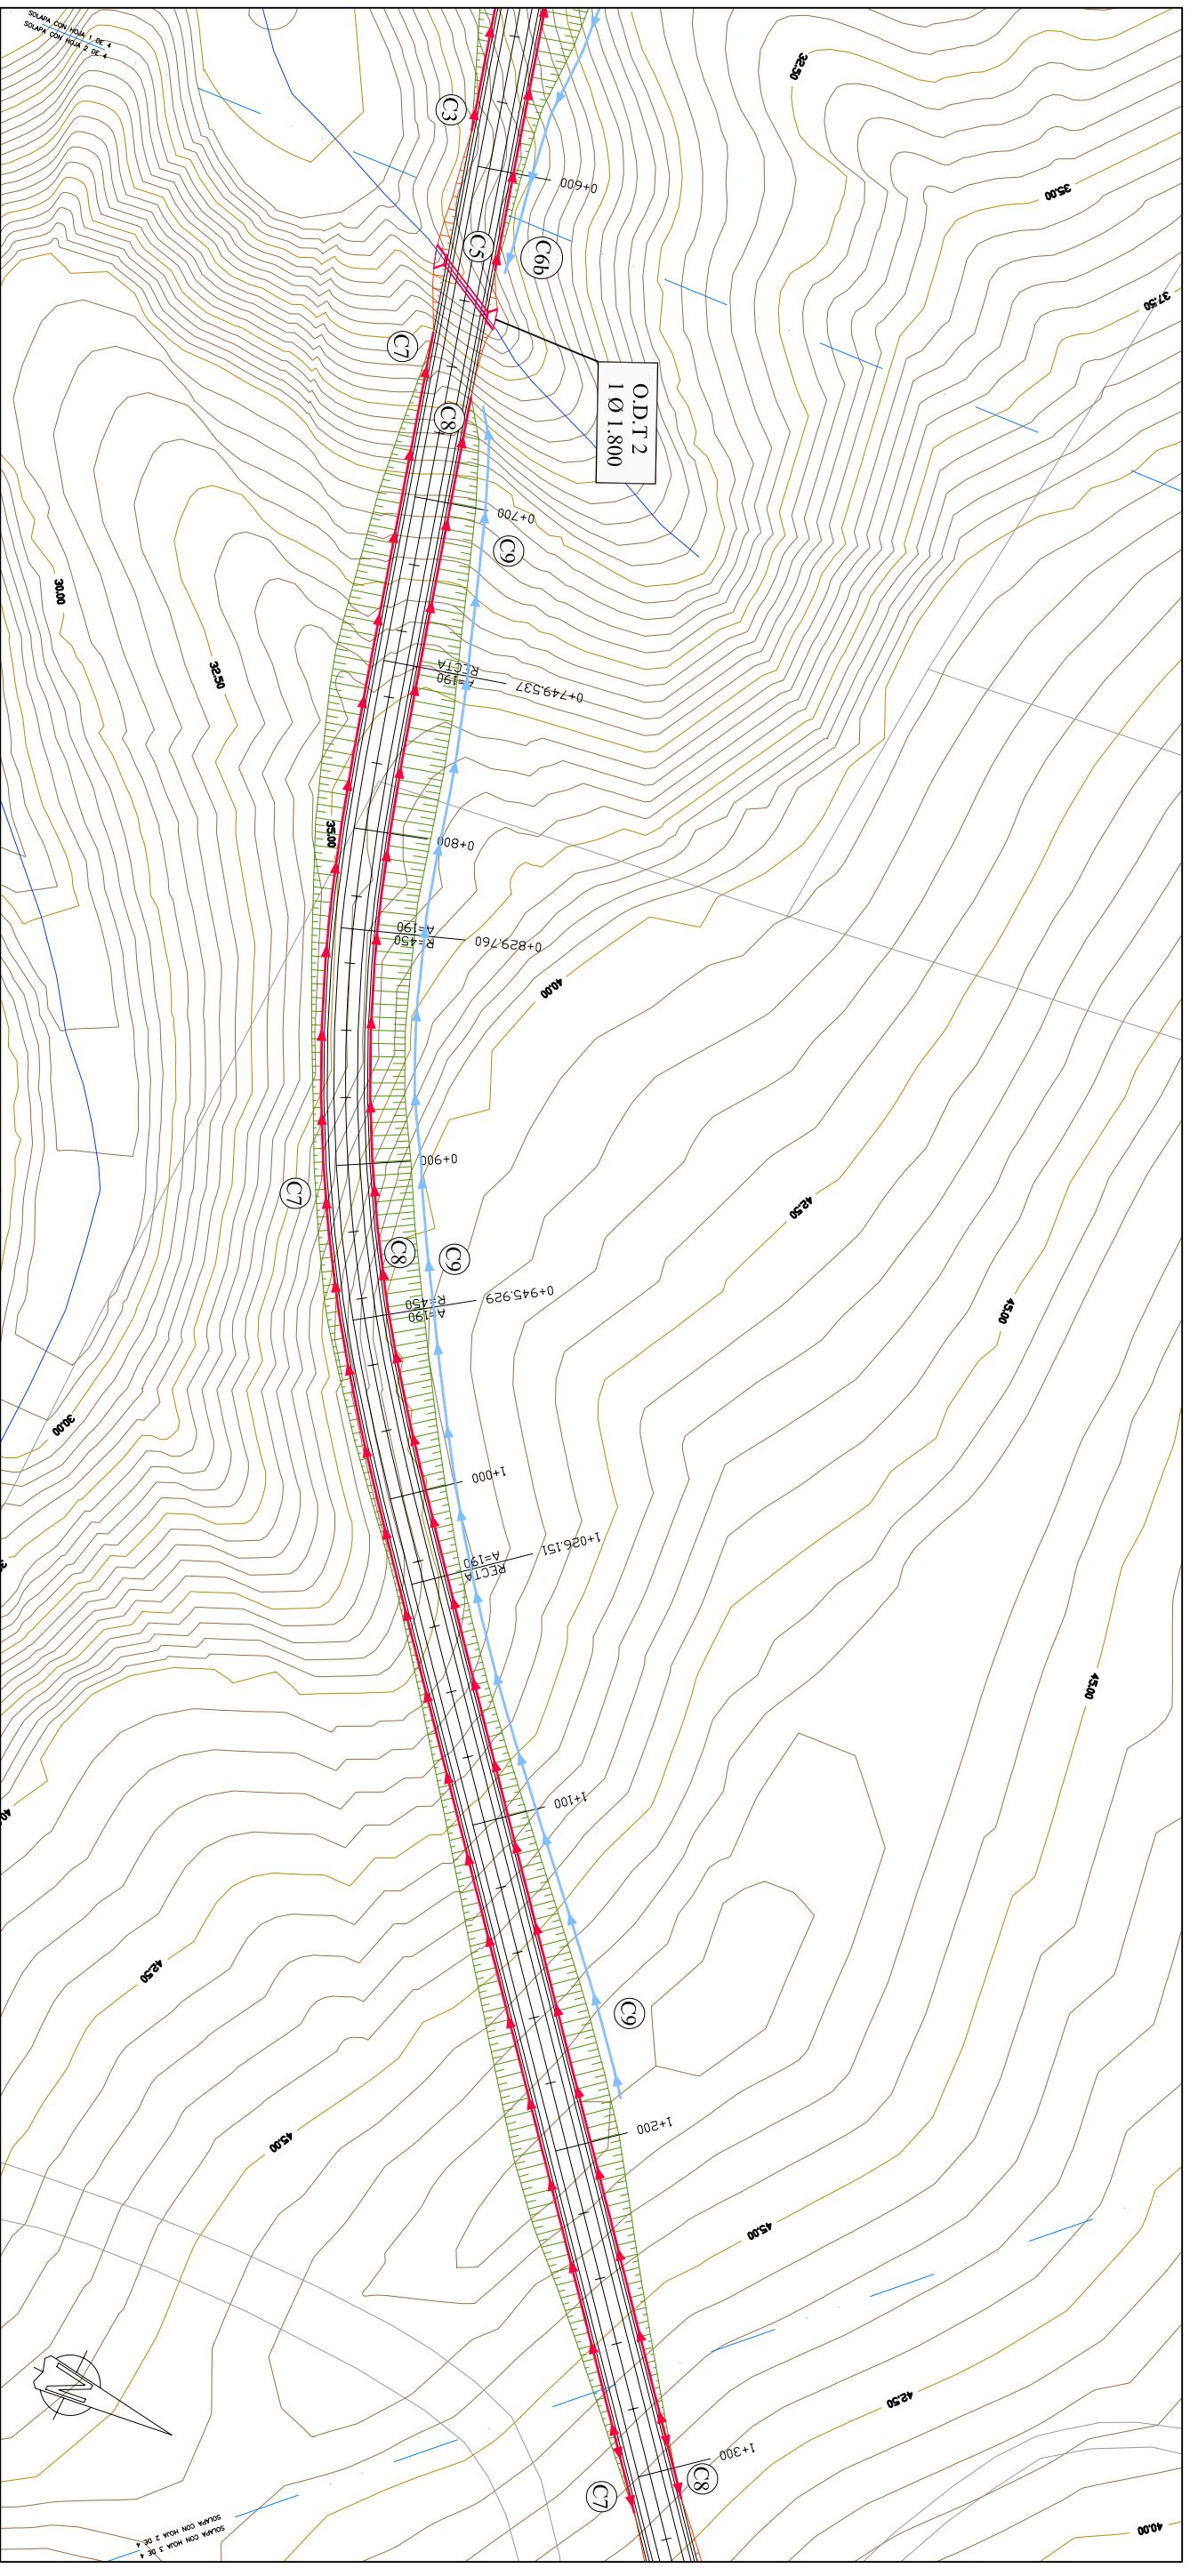 SOLAPA CON HOJA 1 DE 4
SOLAPA CON HOJA 2 DE 4
32.50
C3
0+600
35.00
C5
C6b
37.50
C7
O.D.T 2
1 Ø 1.800
C8
0+700
C9
30.00
32.50
RECTA
A=190
0+749.537
35.00
0+800
A=190
R=450
0+829.760
40.00
0+900
C7
42.50
C8
C9
0+945.929
R=450
A=190
45.00
30.00
1+000
1+026.151
A=190
RECTA
45.00
1+100
42.50
C9
1+200
45.00
45.00
N
42.50
1+300
C8
C7
40.00
SOLAPA CON HOJA 2 DE 4
SOLAPA CON HOJA 3 DE 4